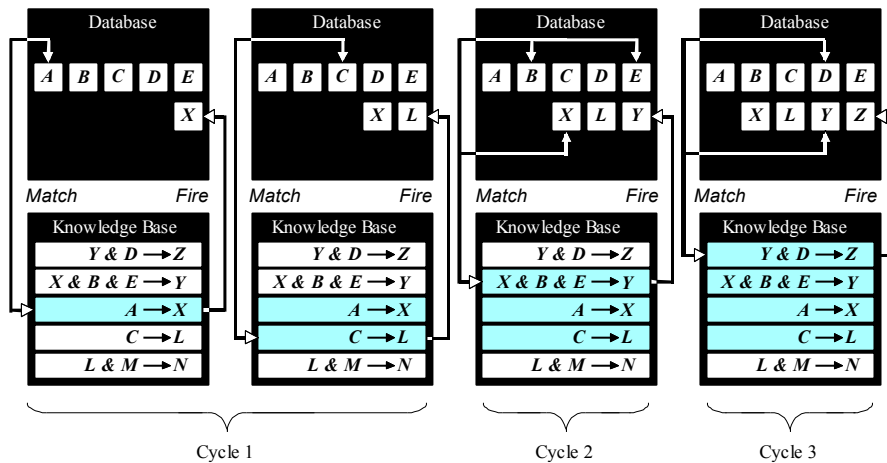 Database
A B C D E
X
Match Fire
Knowledge Base
Y & D → Z
X & B & E → Y
A → X
C → L
L & M → N
Database
A B C D E
X L
Match Fire
Knowledge Base
Y & D → Z
X & B & E → Y
A → X
C → L
L & M → N
Cycle 1
Database
A B C D E
X L Y
Match Fire
Knowledge Base
Y & D → Z
X & B & E → Y
A → X
C → L
L & M → N
Cycle 2
Database
A B C D E
X L Y Z
Match Fire
Knowledge Base
Y & D → Z
X & B & E → Y
A → X
C → L
L & M → N
Cycle 3